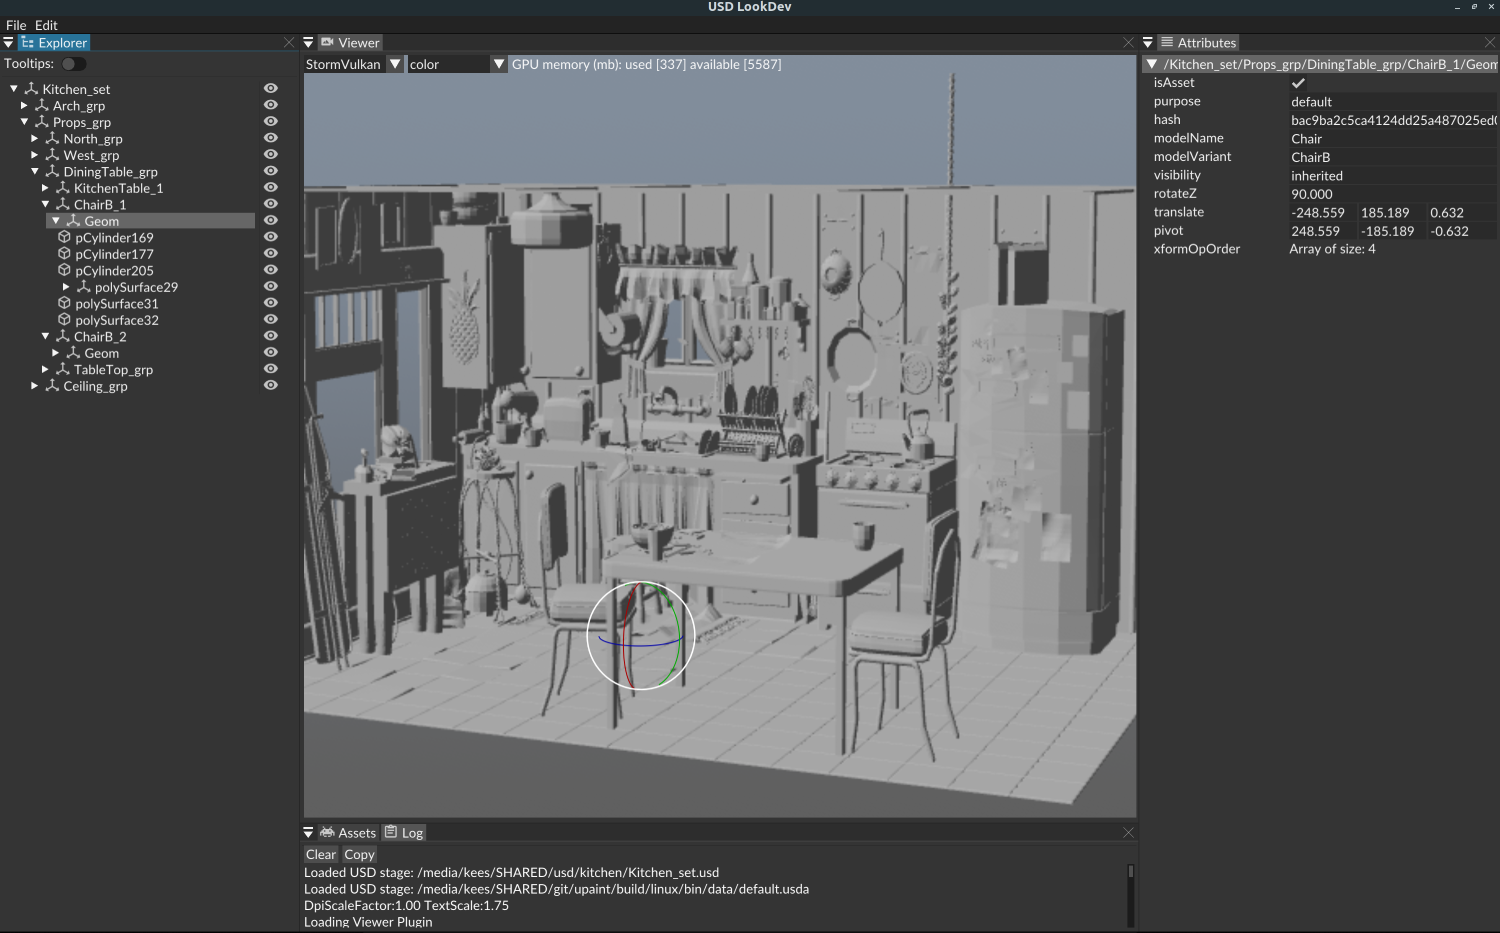 USD LookDev
File Edit
Explorer
Tooltips:
Kitchen_set
Arch_grp
Props_grp
North_grp
West_grp
DiningTable_grp
KitchenTable_1
ChairB_1
Geom
pCylinder169
pCylinder177
pCylinder205
polySurface29
polySurface31
polySurface32
ChairB_2
Geom
TableTop_grp
Ceiling_grp
Viewer
StormVulkan color GPU memory (mb): used [337] available [5587]
Assets Log
Clear Copy
Loaded USD stage: /media/kees/SHARED/usd/kitchen/Kitchen_set.usd
Loaded USD stage: /media/kees/SHARED/git/upaint/build/linux/bin/data/default.usda
DpiScaleFactor:1.00 TextScale:1.75
Loading Viewer Plugin
Attributes
/Kitchen_set/Props_grp/DiningTable_grp/ChairB_1/Geom
isAsset
purpose default
hash bac9ba2c5ca4124dd25a487025ed
modelName Chair
modelVariant ChairB
visibility inherited
rotateZ 90.000
translate -248.559 185.189 0.632
pivot 248.559 -185.189 -0.632
xformOpOrder Array of size: 4